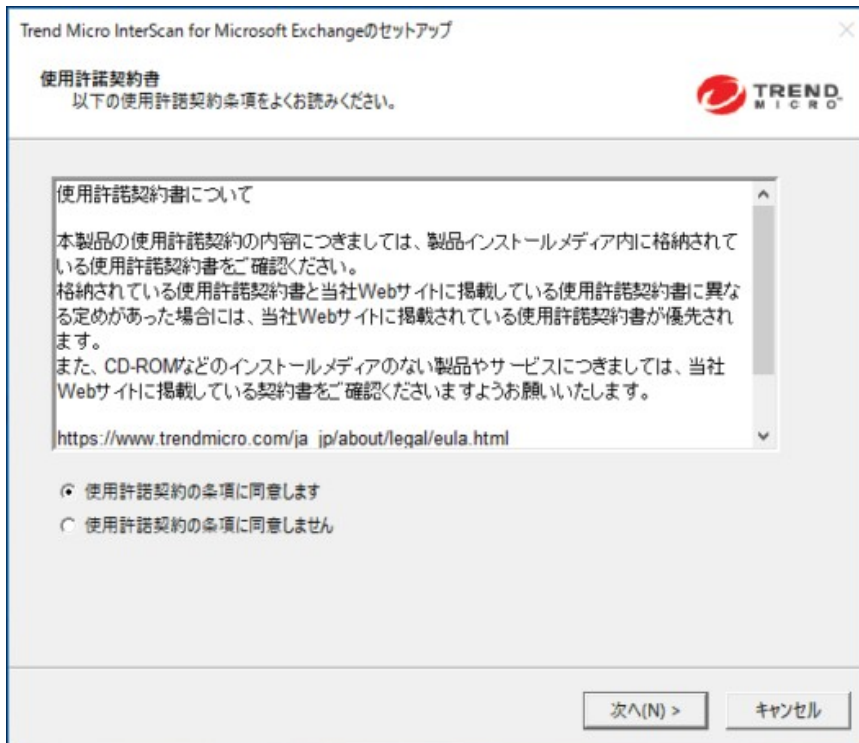 Trend Micro InterScan for Microsoft Exchangeのセットアップ
使用許諾契約書
以下の使用許諾契約条項をよくお読みください。
TREND
MICRO
使用許諾契約書について
本製品の使用許諾契約の内容につきましては、製品インストールメディア内に格納されて
いる使用許諾契約書をご確認ください。
格納されている使用許諾契約書と当社Webサイトに掲載している使用許諾契約書に異な
る定めがあった場合には、当社Webサイトに掲載されている使用許諾契約書が優先され
ます。
また、CD-ROMなどのインストールメディアのない製品やサービスにつきましては、当社
Webサイトに掲載している契約書をご確認くださいますようお願いいたします。
https://www.trendmicro.com/ja_jp/about/legal/eula.html
使用許諾契約の条項に同意します
使用許諾契約の条項に同意しません
次へ(N) >
キャンセル